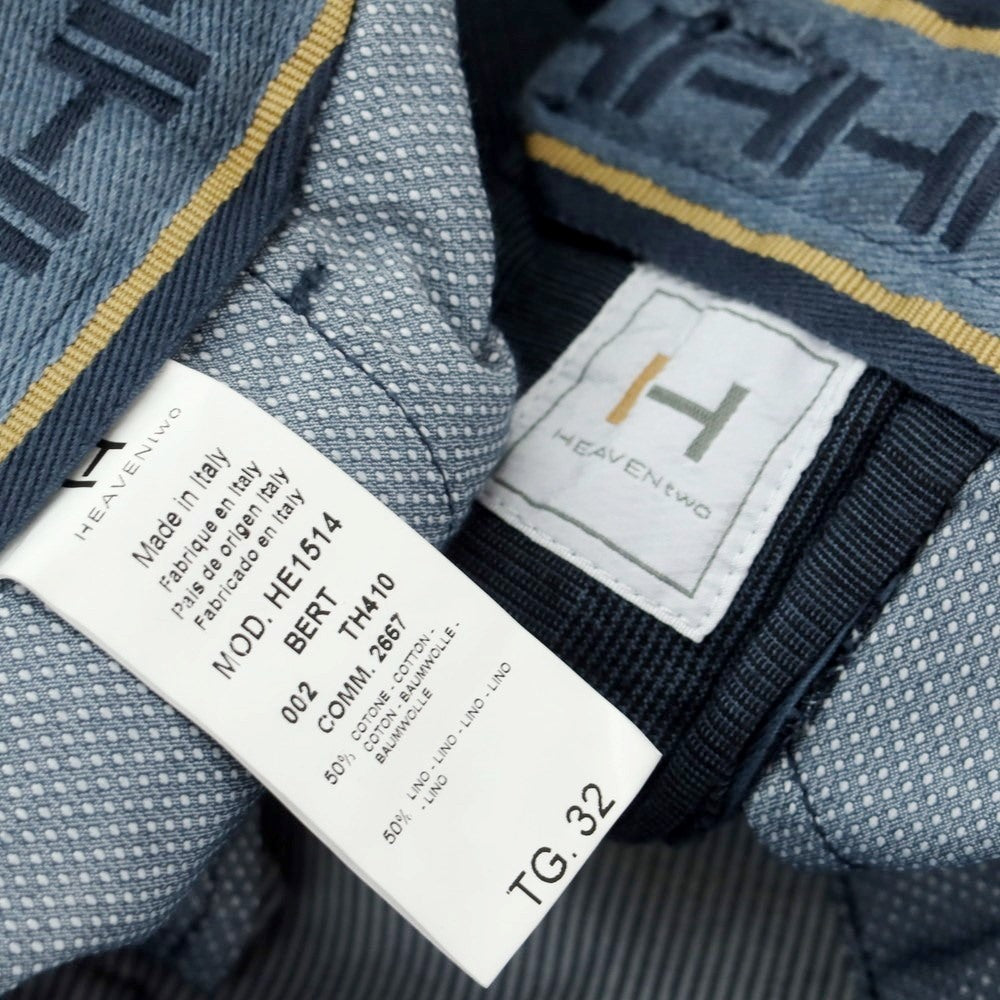 HEAVENtwo
Made in Italy
Fabrique en Italy
Pais de origen Italy
Fabricado en Italy
MOD. HE1514
BERT
002 TH410
COMM. 2667
50% COTONE - COTTON -
COTON - BAUMWOLLE -
BAUMWOLLE
50% LINO - LINO - LINO - LINO
- LINO
TG. 32
H
HEAVENtwo